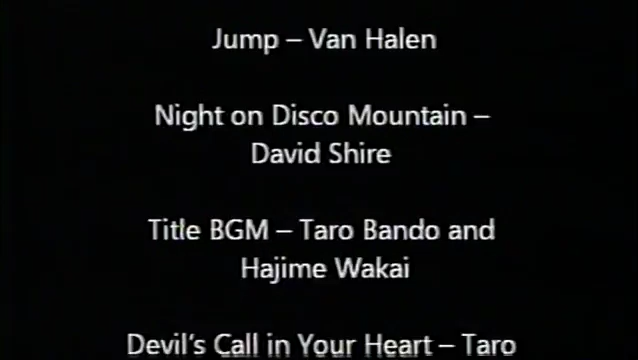 Jump – Van Halen
Night on Disco Mountain –
David Shire
Title BGM – Taro Bando and
Hajime Wakai
Devil's Call in Your Heart – Taro